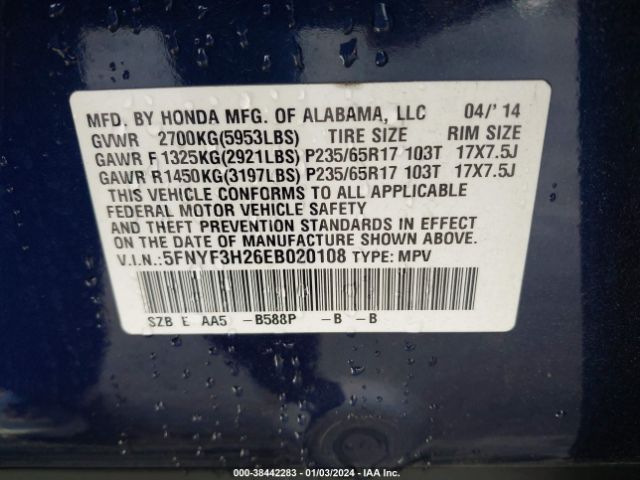 MFD. BY HONDA MFG. OF ALABAMA, LLC 04/' 14
GVWR 2700KG(5953LBS) TIRE SIZE RIM SIZE
GAWR F 1325KG(2921LBS) P235/65R17 103T 17X7.5J
GAWR R1450KG(3197LBS) P235/65R17 103T 17X7.5J
THIS VEHICLE CONFORMS TO ALL APPLICABLE
FEDERAL MOTOR VEHICLE SAFETY
AND THEFT PREVENTION STANDARDS IN EFFECT
ON THE DATE OF MANUFACTURE SHOWN ABOVE.
V.I.N.:5FNYF3H26EB020108 TYPE: MPV
SZB E AA5 -B588P -B -B
000-38442283 - 01/03/2024 - IAA Inc.